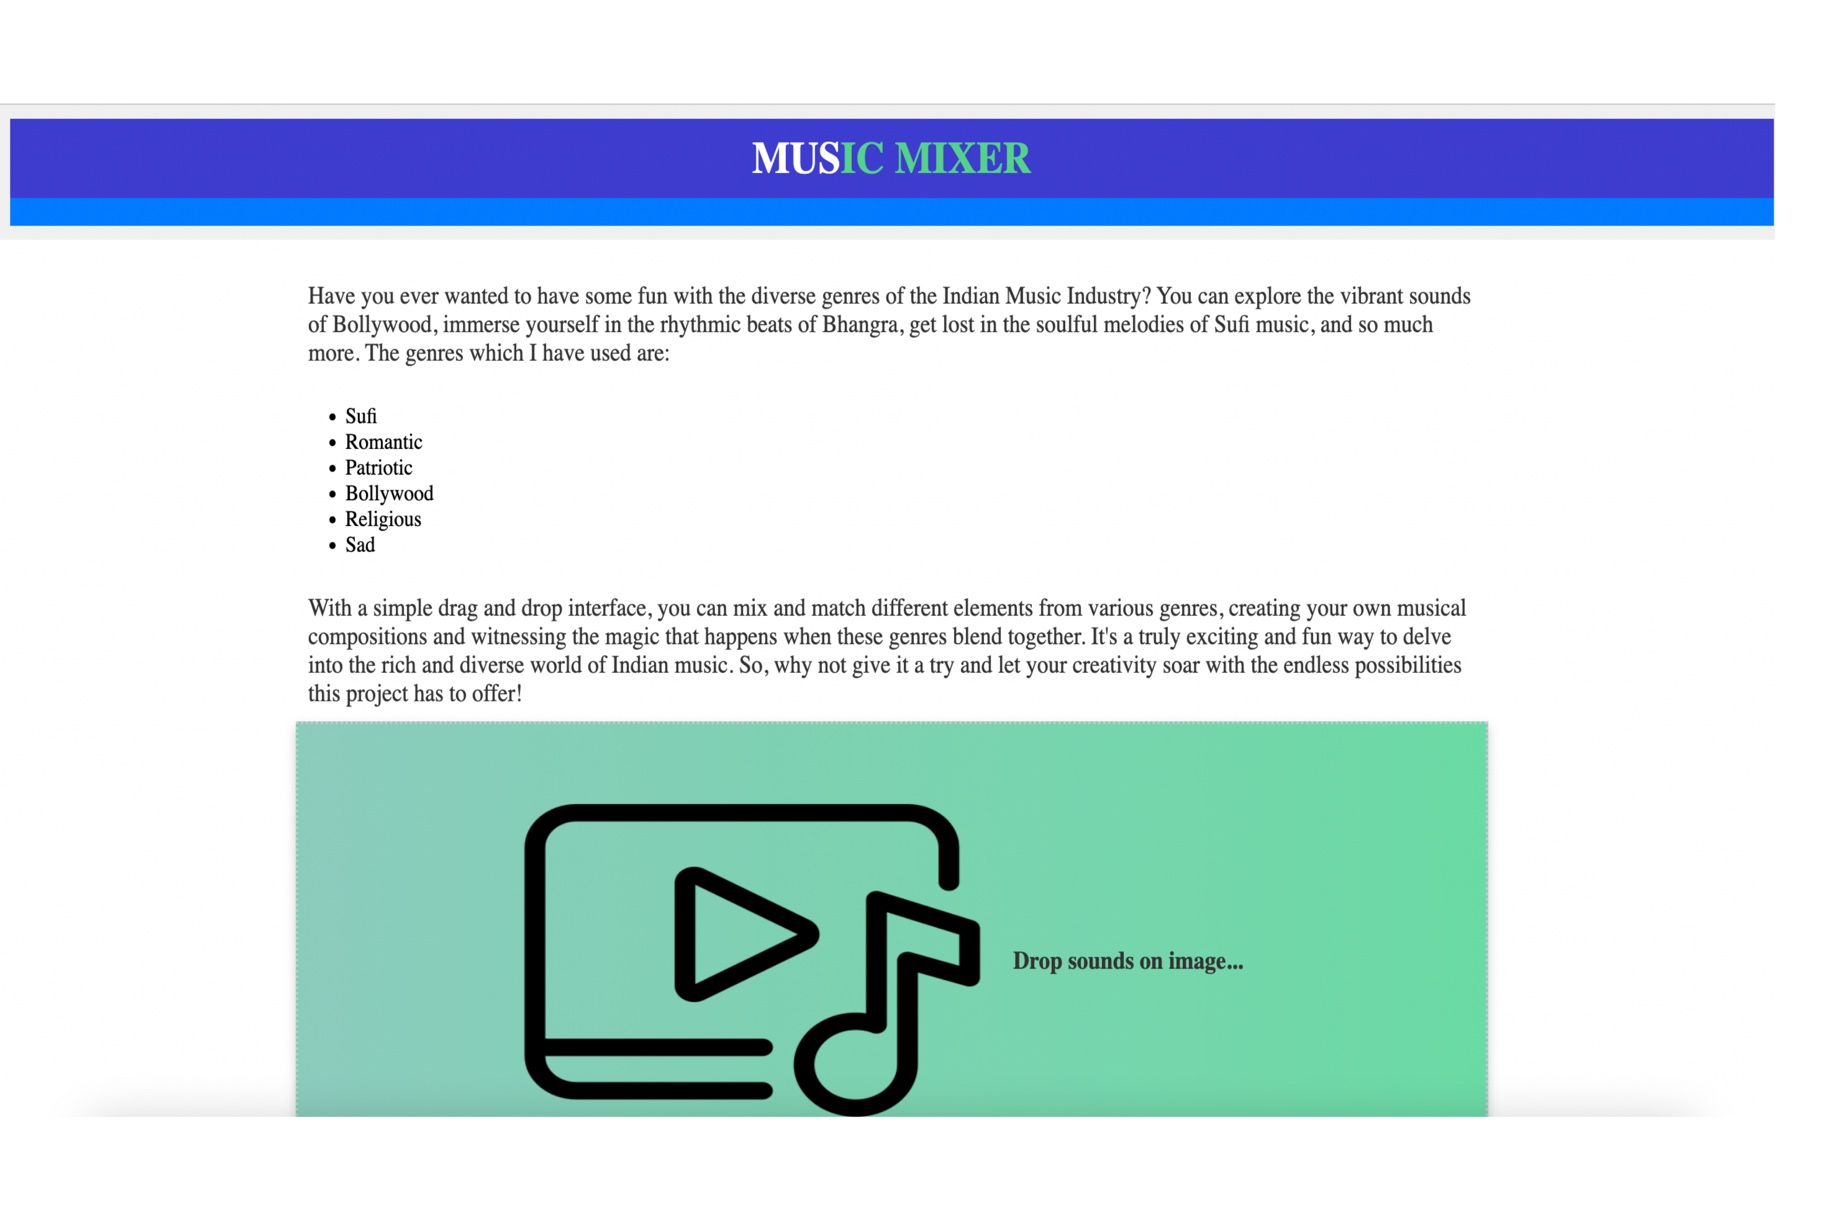 MUSIC MIXER
Have you ever wanted to have some fun with the diverse genres of the Indian Music Industry? You can explore the vibrant sounds
of Bollywood, immerse yourself in the rhythmic beats of Bhangra, get lost in the soulful melodies of Sufi music, and so much
more. The genres which I have used are:
• Sufi
• Romantic
• Patriotic
• Bollywood
• Religious
• Sad
With a simple drag and drop interface, you can mix and match different elements from various genres, creating your own musical
compositions and witnessing the magic that happens when these genres blend together. It's a truly exciting and fun way to delve
into the rich and diverse world of Indian music. So, why not give it a try and let your creativity soar with the endless possibilities
this project has to offer!
Drop sounds on image...